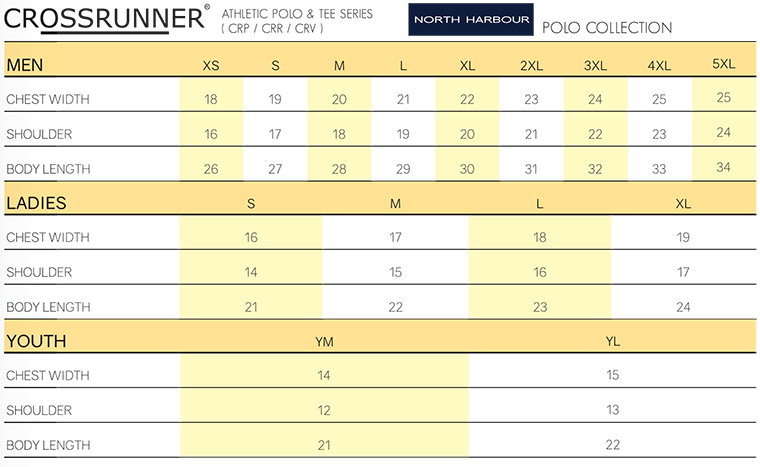 CROSSRUNNER® ATHLETIC POLO & TEE SERIES NORTH HARBOUR POLO COLLECTION
( CRP / CRR / CRV )
MEN XS S M L XL 2XL 3XL 4XL 5XL
CHEST WIDTH 18 19 20 21 22 23 24 25 25
SHOULDER 16 17 18 19 20 21 22 23 24
BODY LENGTH 26 27 28 29 30 31 32 33 34
LADIES S M L XL
CHEST WIDTH 16 17 18 19
SHOULDER 14 15 16 17
BODY LENGTH 21 22 23 24
YOUTH YM YL
CHEST WIDTH 14 15
SHOULDER 12 13
BODY LENGTH 21 22